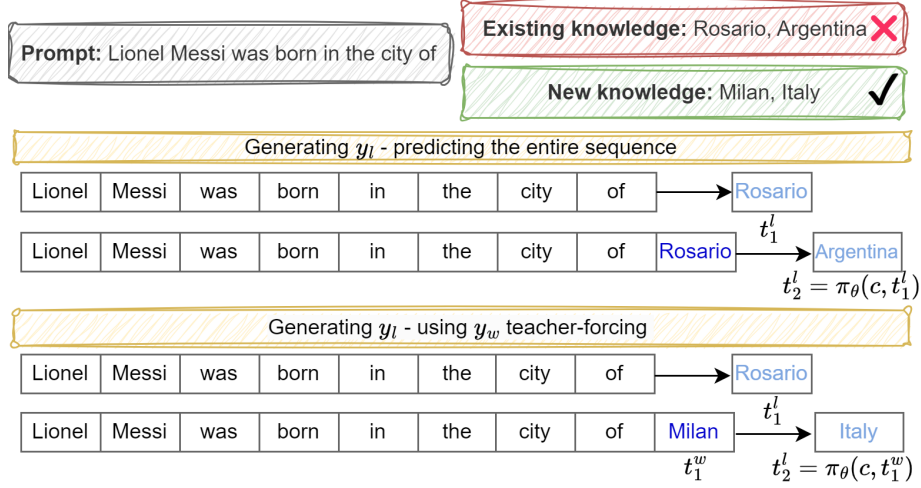 Prompt: Lionel Messi was born in the city of
Existing knowledge: Rosario, Argentina
New knowledge: Milan, Italy
Generating y_l - predicting the entire sequence
Lionel Messi was born in the city of Rosario
t_1^l
Lionel Messi was born in the city of Rosario Argentina
t_2^l = π_θ(c, t_1^l)
Generating y_l - using y_w teacher-forcing
Lionel Messi was born in the city of Rosario
t_1^l
Lionel Messi was born in the city of Milan Italy
t_1^w t_2^l = π_θ(c, t_1^w)